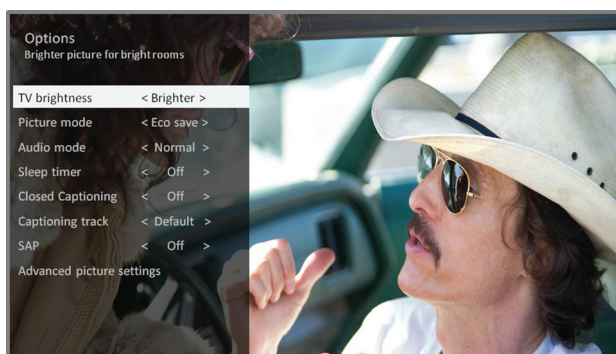 Options
Brighter picture for bright rooms
TV brightness < Brighter >
Picture mode < Eco save >
Audio mode < Normal >
Sleep timer < Off >
Closed Captioning < Off >
Captioning track < Default >
SAP < Off >
Advanced picture settings